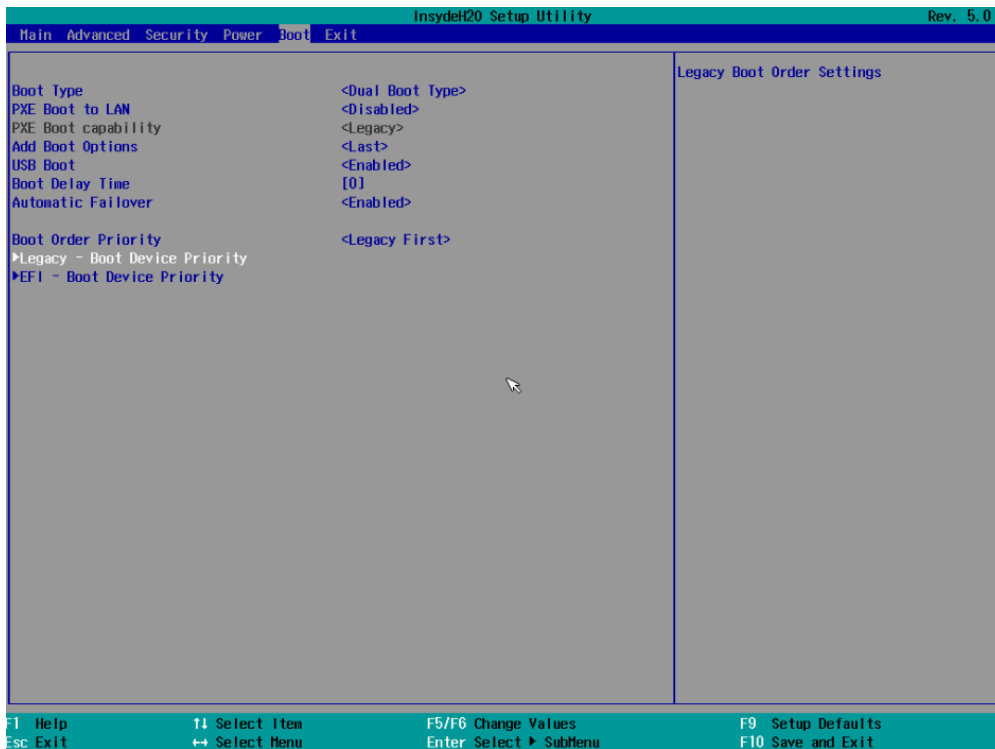 InsydeH20 Setup Utility Rev. 5.0
Main Advanced Security Power Boot Exit
Legacy Boot Order Settings
Boot Type <Dual Boot Type>
PXE Boot to LAN <Disabled>
PXE Boot capability <Legacy>
Add Boot Options <Last>
USB Boot <Enabled>
Boot Delay Time [0]
Automatic Failover <Enabled>
Boot Order Priority <Legacy First>
▶Legacy - Boot Device Priority
▶EFI - Boot Device Priority
F1 Help ↑↓ Select Item F5/F6 Change Values F9 Setup Defaults
Esc Exit ↔ Select Menu Enter Select ▶ SubMenu F10 Save and Exit